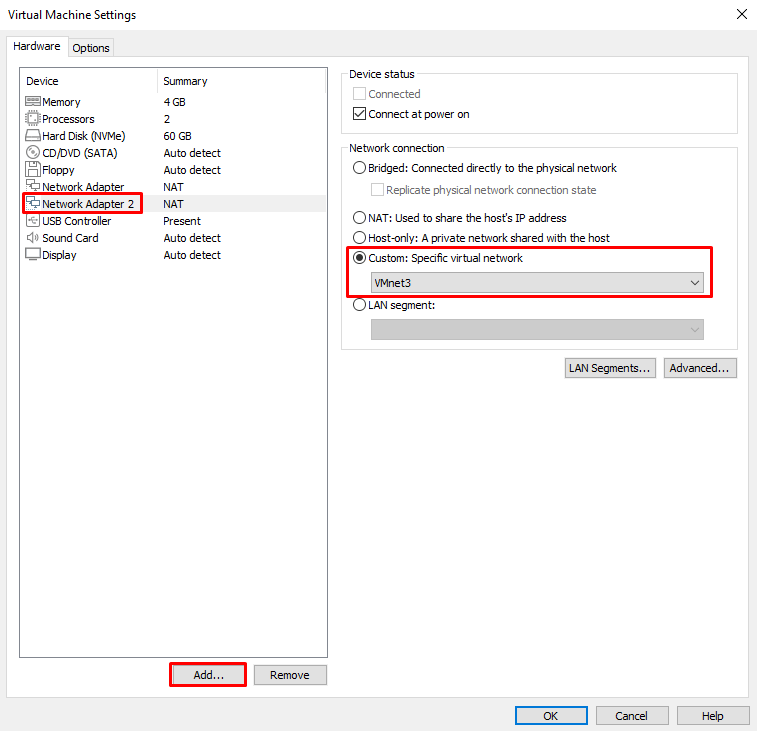 Virtual Machine Settings
Hardware
Options
Device Summary
Memory 4 GB
Processors 2
Hard Disk (NVMe) 60 GB
CD/DVD (SATA) Auto detect
Floppy Auto detect
Network Adapter NAT
Network Adapter 2 NAT
USB Controller Present
Sound Card Auto detect
Display Auto detect
Add...
Remove
Device status
Connected
Connect at power on
Network connection
Bridged: Connected directly to the physical network
Replicate physical network connection state
NAT: Used to share the host's IP address
Host-only: A private network shared with the host
Custom: Specific virtual network
VMnet3
LAN segment:
LAN Segments...
Advanced...
OK
Cancel
Help